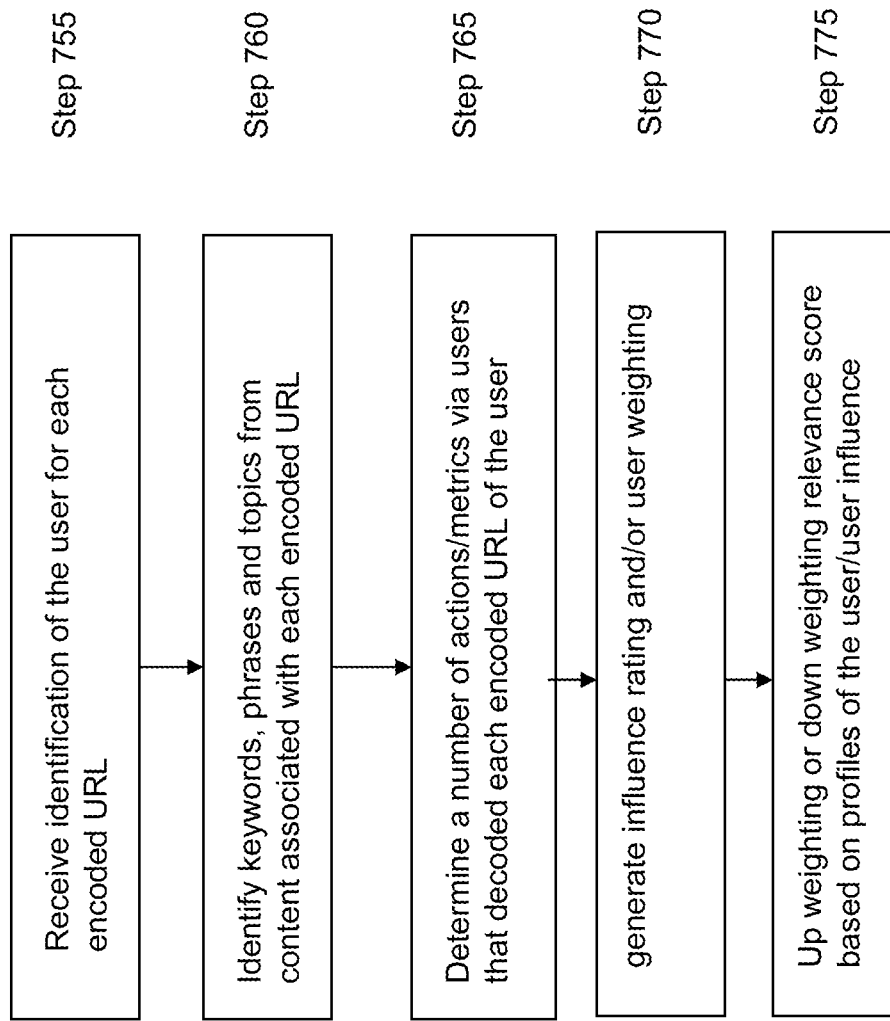 Receive identification of the user for each
encoded URL
Step 755
Identify keywords, phrases and topics from
content associated with each encoded URL
Step 760
Determine a number of actions/metrics via users
that decoded each encoded URL of the user
Step 765
generate influence rating and/or user weighting
Step 770
Up weighting or down weighting relevance score
based on profiles of the user/user influence
Step 775